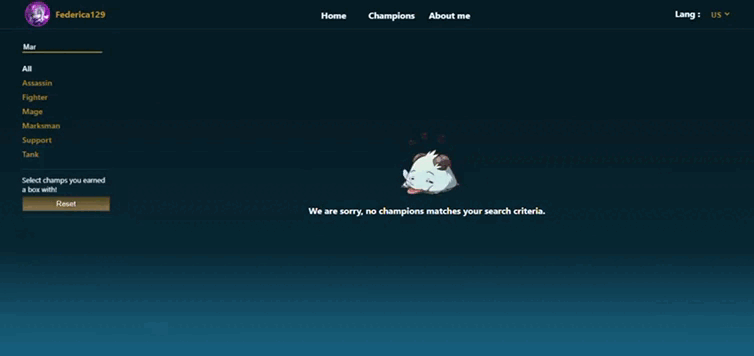 Federica129
Home Champions About me
Lang : US
Mar
All
Assassin
Fighter
Mage
Marksman
Support
Tank
Select champs you earned
a box with!
Reset
We are sorry, no champions matches your search criteria.